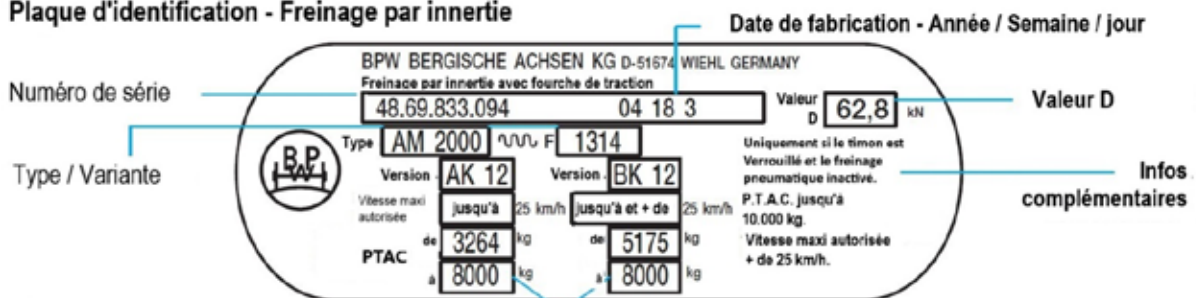 Plaque d'identification - Freinage par innertie
Date de fabrication - Année / Semaine / jour
BPW BERGISCHE ACHSEN KG D-51674 WIEHL GERMANY
Freinage par innertie avec fourche de traction
Numéro de série
48.69.833.094 04 18 3
Valeur D 62,8 kN
Valeur D
BPW
Type AM 2000 F 1314
Type / Variante
Version AK 12 Version BK 12
Vitesse maxi autorisée jusqu'à 25 km/h jusqu'à et + de 25 km/h
PTAC
de 3264 kg de 5175 kg
à 8000 kg à 8000 kg
Uniquement si le timon est
Verrouillé et le freinage
pneumatique inactivé.
P.T.A.C. jusqu'à
10.000 kg.
Vitesse maxi autorisée
+ de 25 km/h.
Infos
complémentaires